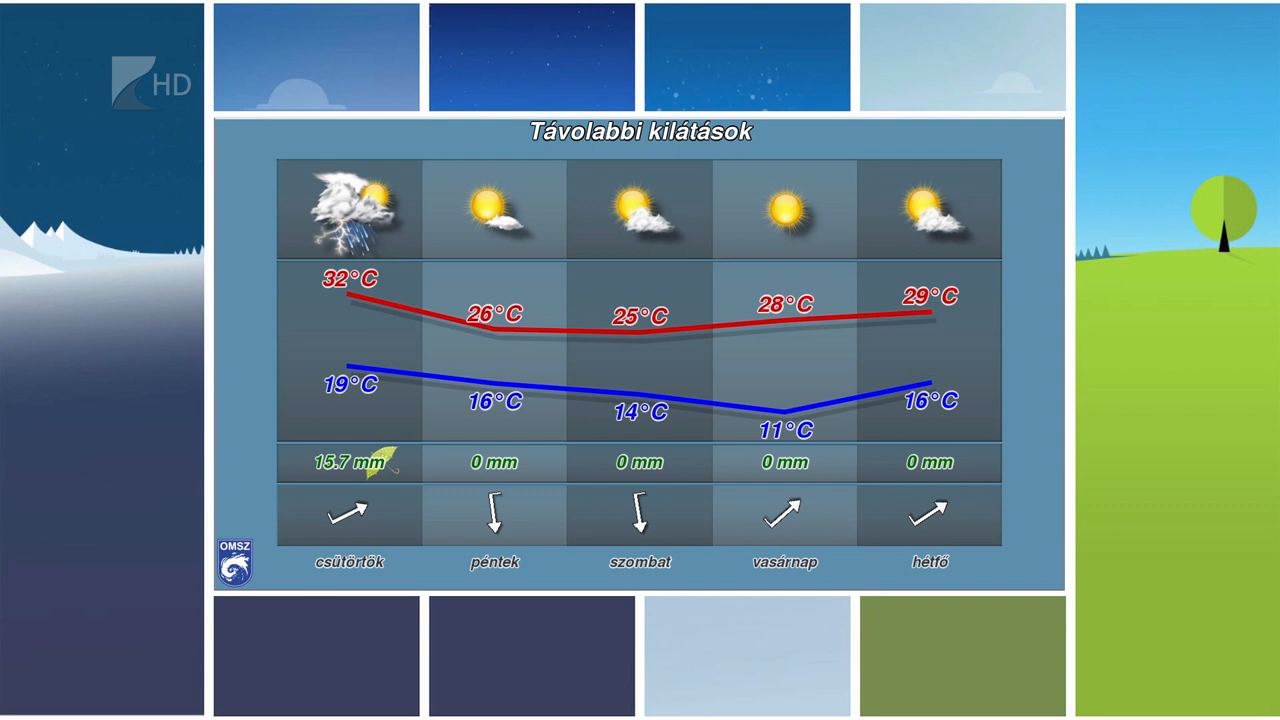 HD
Távolabbi kilátások
32°C 26°C 25°C 28°C 29°C
19°C 16°C 14°C 11°C 16°C
15.7 mm 0 mm 0 mm 0 mm 0 mm
OMSZ
csütörtök péntek szombat vasárnap hétfő